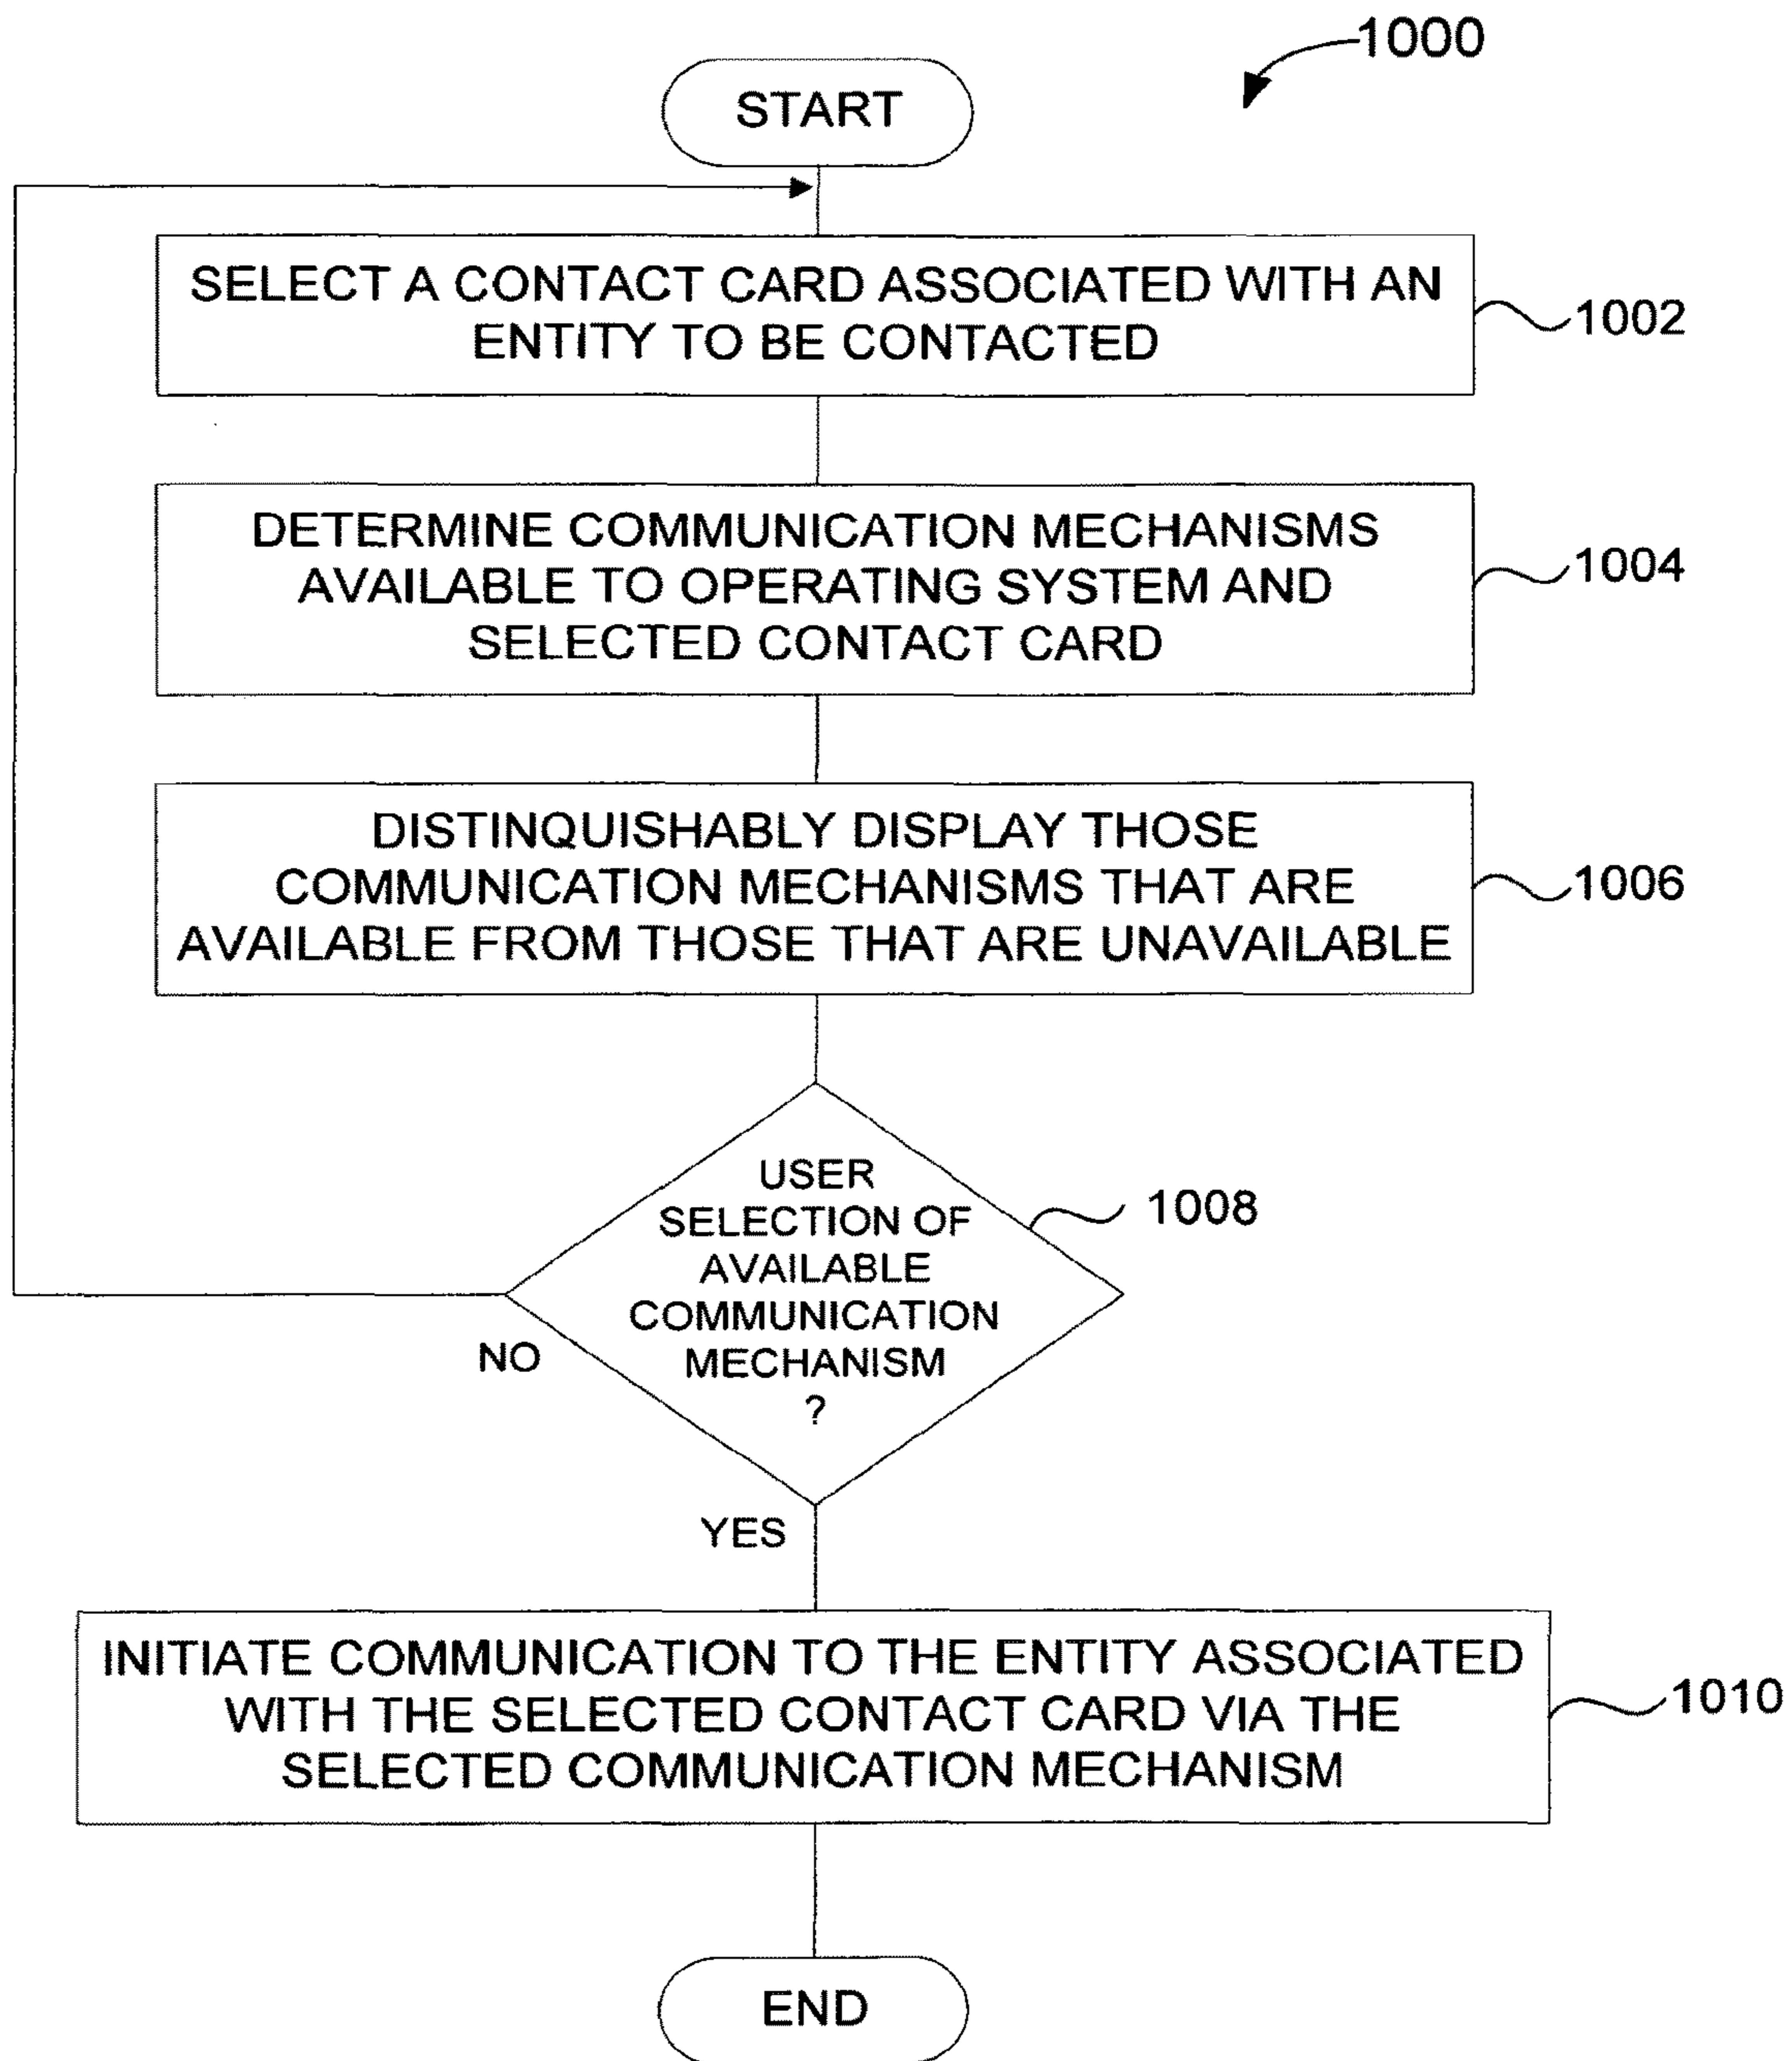 1000
START
SELECT A CONTACT CARD ASSOCIATED WITH AN
ENTITY TO BE CONTACTED
1002
DETERMINE COMMUNICATION MECHANISMS
AVAILABLE TO OPERATING SYSTEM AND
SELECTED CONTACT CARD
1004
DISTINQUISHABLY DISPLAY THOSE
COMMUNICATION MECHANISMS THAT ARE
AVAILABLE FROM THOSE THAT ARE UNAVAILABLE
1006
USER
SELECTION OF
AVAILABLE
COMMUNICATION
MECHANISM
?
1008
NO
YES
INITIATE COMMUNICATION TO THE ENTITY ASSOCIATED
WITH THE SELECTED CONTACT CARD VIA THE
SELECTED COMMUNICATION MECHANISM
1010
END